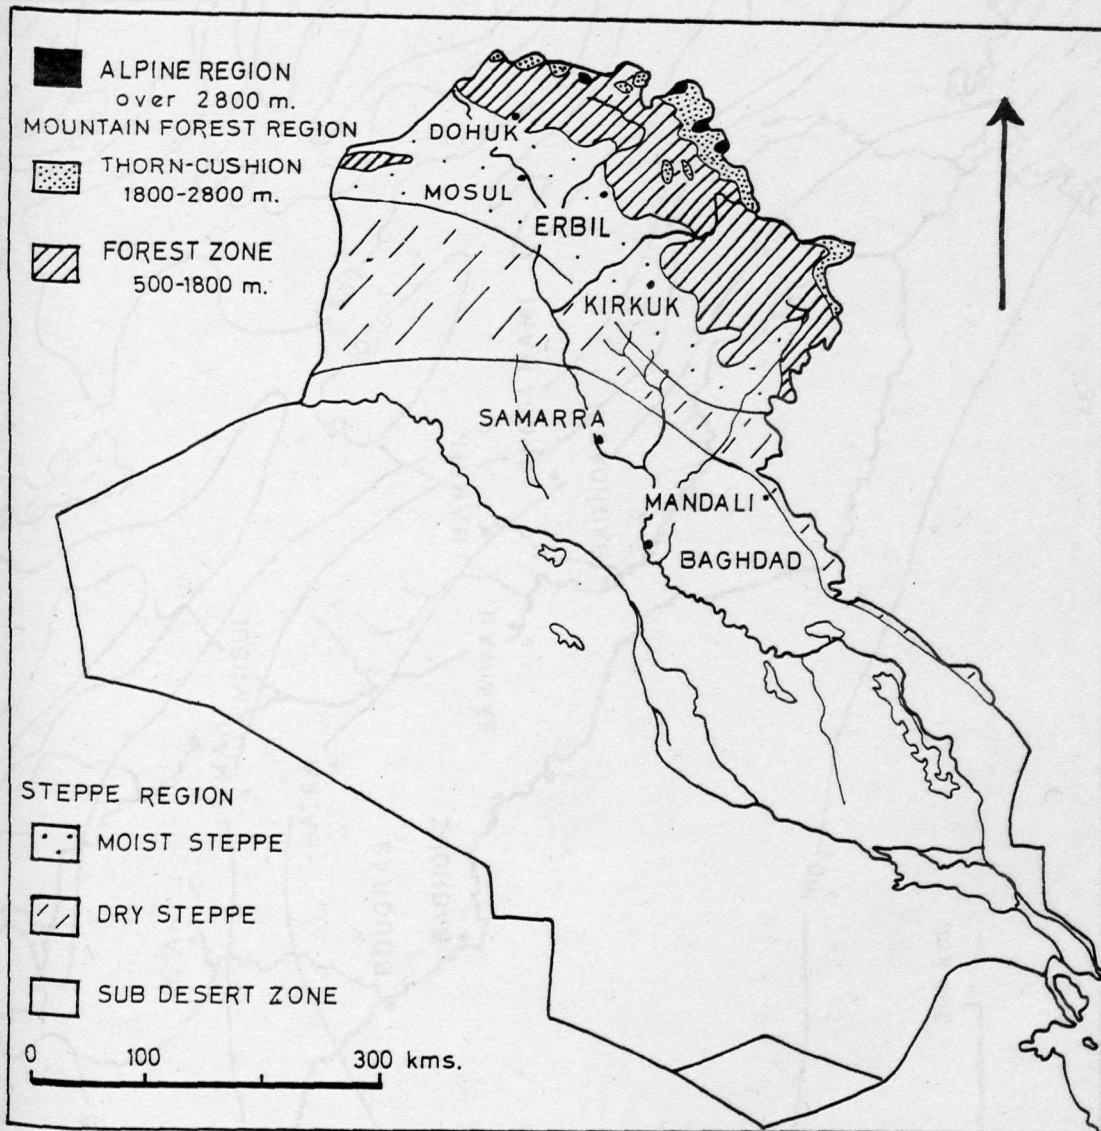 ALPINE REGION
over 2800 m.
MOUNTAIN FOREST REGION
THORN-CUSHION
1800-2800 m.
FOREST ZONE
500-1800 m.
DOHUK
MOSUL
ERBIL
KIRKUK
SAMARRA
MANDALI
BAGHDAD
STEPPE REGION
MOIST STEPPE
DRY STEPPE
SUB DESERT ZONE
0 100 300 kms.